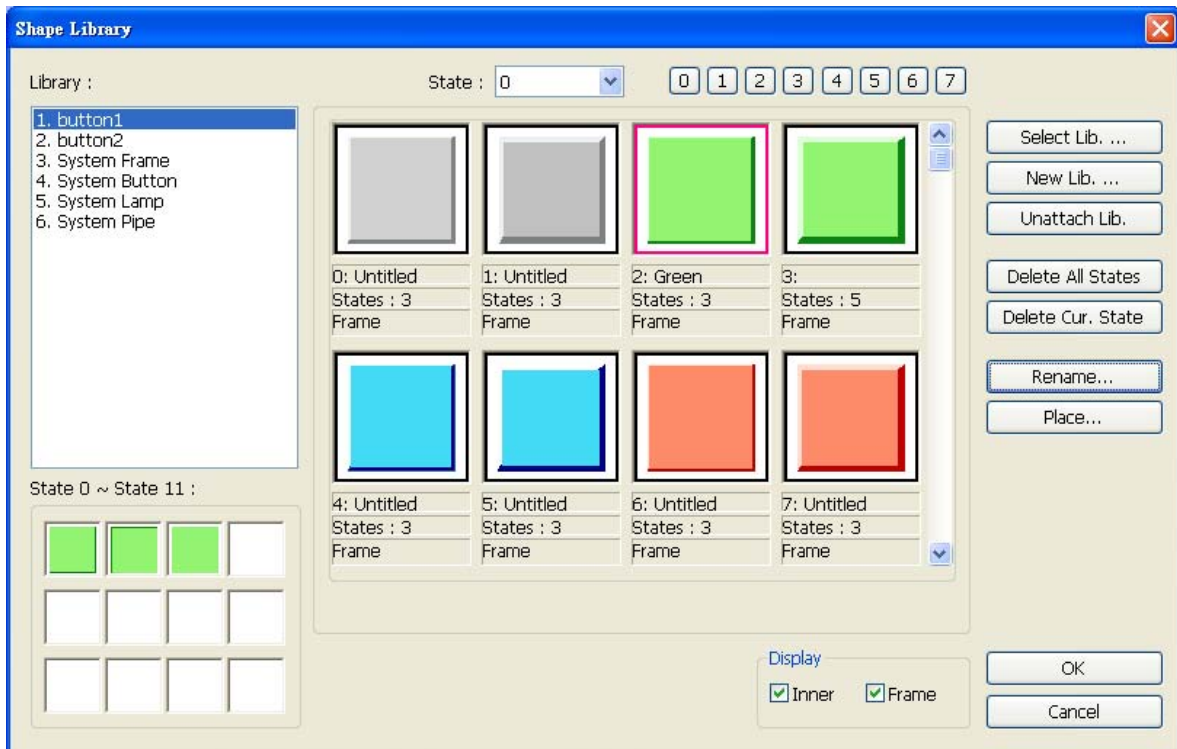 Shape Library
Library :
State : 0
0 1 2 3 4 5 6 7
1. button1
2. button2
3. System Frame
4. System Button
5. System Lamp
6. System Pipe
0: Untitled
States : 3
Frame
1: Untitled
States : 3
Frame
2: Green
States : 3
Frame
3:
States : 5
Frame
4: Untitled
States : 3
Frame
5: Untitled
States : 3
Frame
6: Untitled
States : 3
Frame
7: Untitled
States : 3
Frame
Select Lib. ...
New Lib. ...
Unattach Lib.
Delete All States
Delete Cur. State
Rename...
Place...
State 0 ~ State 11 :
Display
Inner
Frame
OK
Cancel